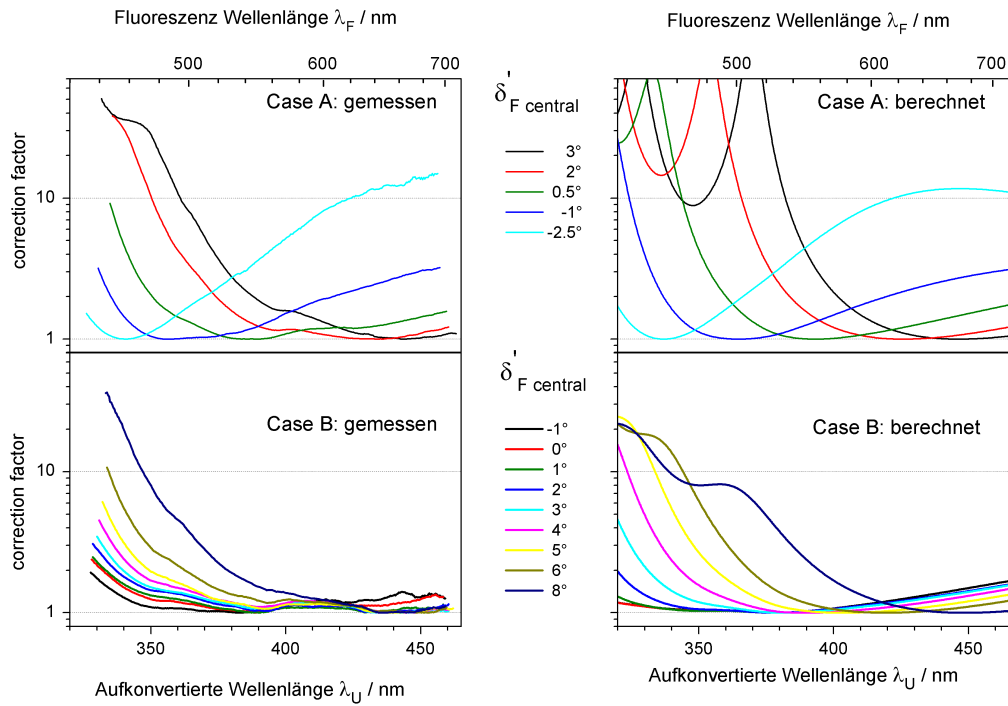 Fluoreszenz Wellenlänge λF / nm
Fluoreszenz Wellenlänge λF / nm
500 600 700
500 600 700
correction factor
10
1
Case A: gemessen
δ'F central
3°
2°
0.5°
-1°
-2.5°
Case A: berechnet
correction factor
10
1
Case B: gemessen
δ'F central
-1°
0°
1°
2°
3°
4°
5°
6°
8°
Case B: berechnet
350 400 450
350 400 450
Aufkonvertierte Wellenlänge λU / nm
Aufkonvertierte Wellenlänge λU / nm